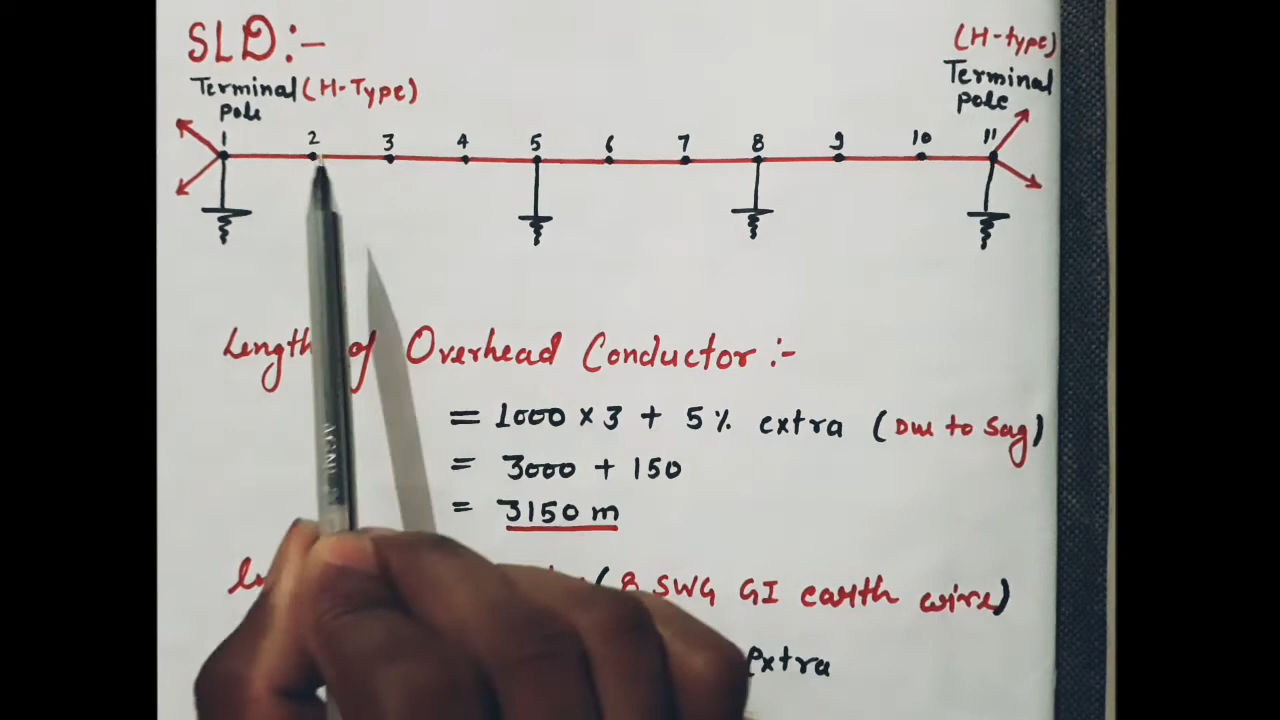 SLD:-
(H-type)
Terminal (H-Type)
pole
Terminal
pole
1 2 3 4 5 6 7 8 9 10 11
Length of Overhead Conductor :-
= 1000 x 3 + 5% extra (Due to Sag)
= 3000 + 150
= 3150 m
(8 SWG GI earth wire)
extra